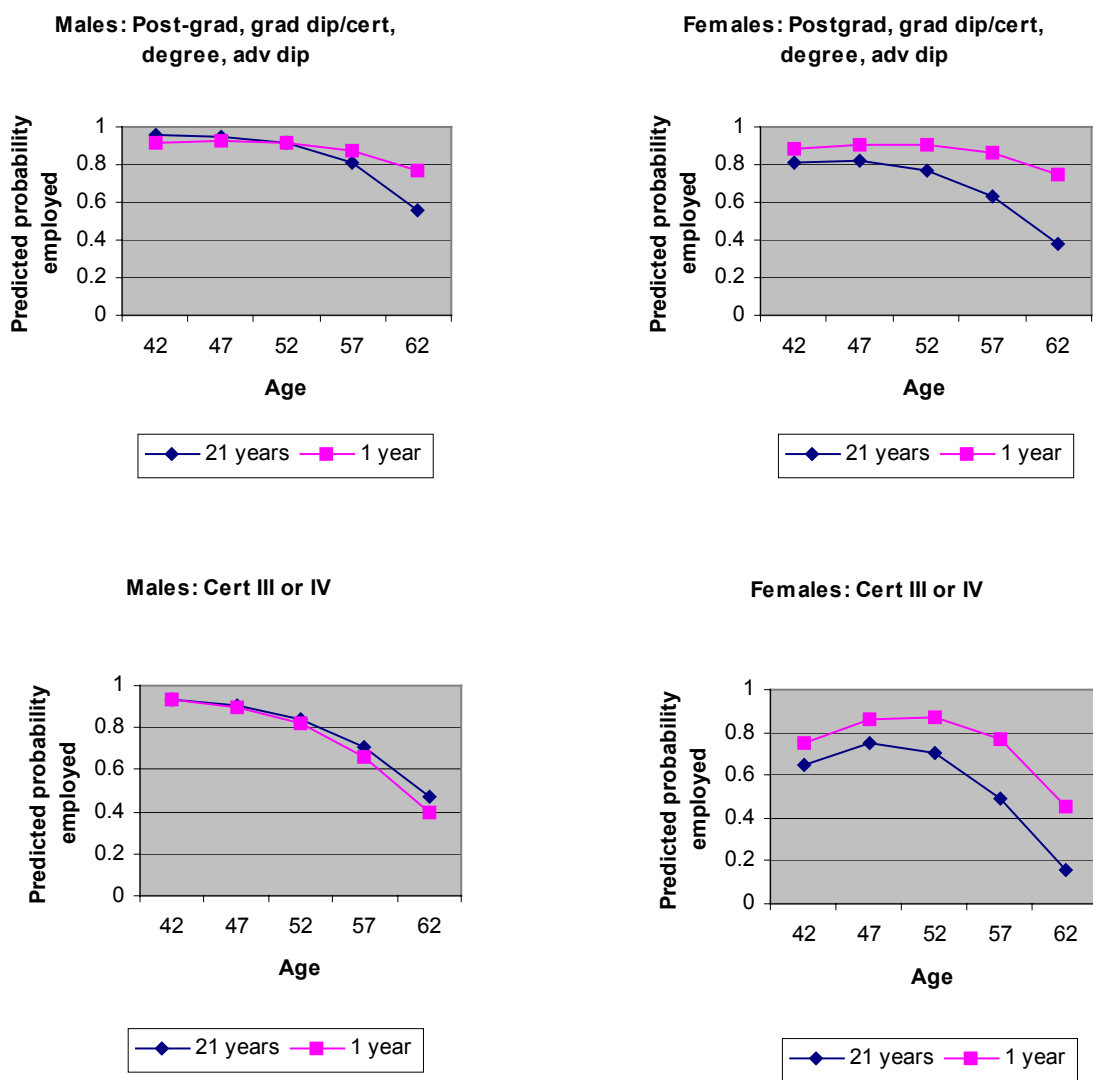 Males: Post-grad, grad dip/cert,
degree, adv dip
Predicted probability
employed
1
0.8
0.6
0.4
0.2
0
42 47 52 57 62
Age
21 years 1 year
Females: Postgrad, grad dip/cert,
degree, adv dip
Predicted probability
employed
1
0.8
0.6
0.4
0.2
0
42 47 52 57 62
Age
21 years 1 year
Males: Cert III or IV
Predicted probability
employed
1
0.8
0.6
0.4
0.2
0
42 47 52 57 62
Age
21 years 1 year
Females: Cert III or IV
Predicted probability
employed
1
0.8
0.6
0.4
0.2
0
42 47 52 57 62
Age
21 years 1 year